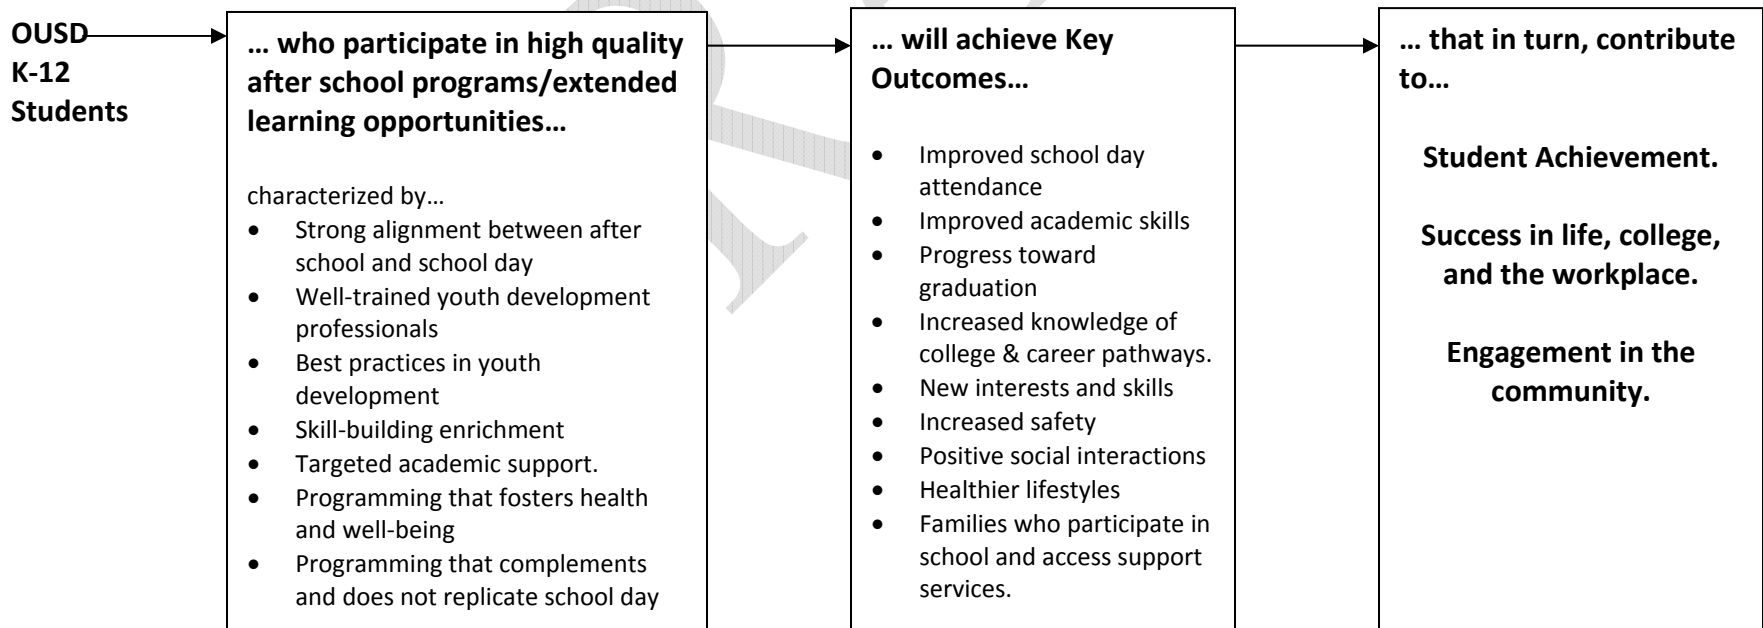 OUSD
K-12
Students
… who participate in high quality
after school programs/extended
learning opportunities…
characterized by…
• Strong alignment between after
school and school day
• Well-trained youth development
professionals
• Best practices in youth
development
• Skill-building enrichment
• Targeted academic support.
• Programming that fosters health
and well-being
• Programming that complements
and does not replicate school day
… will achieve Key
Outcomes…
• Improved school day
attendance
• Improved academic skills
• Progress toward
graduation
• Increased knowledge of
college & career pathways.
• New interests and skills
• Increased safety
• Positive social interactions
• Healthier lifestyles
• Families who participate in
school and access support
services.
… that in turn, contribute
to…
Student Achievement.
Success in life, college,
and the workplace.
Engagement in the
community.